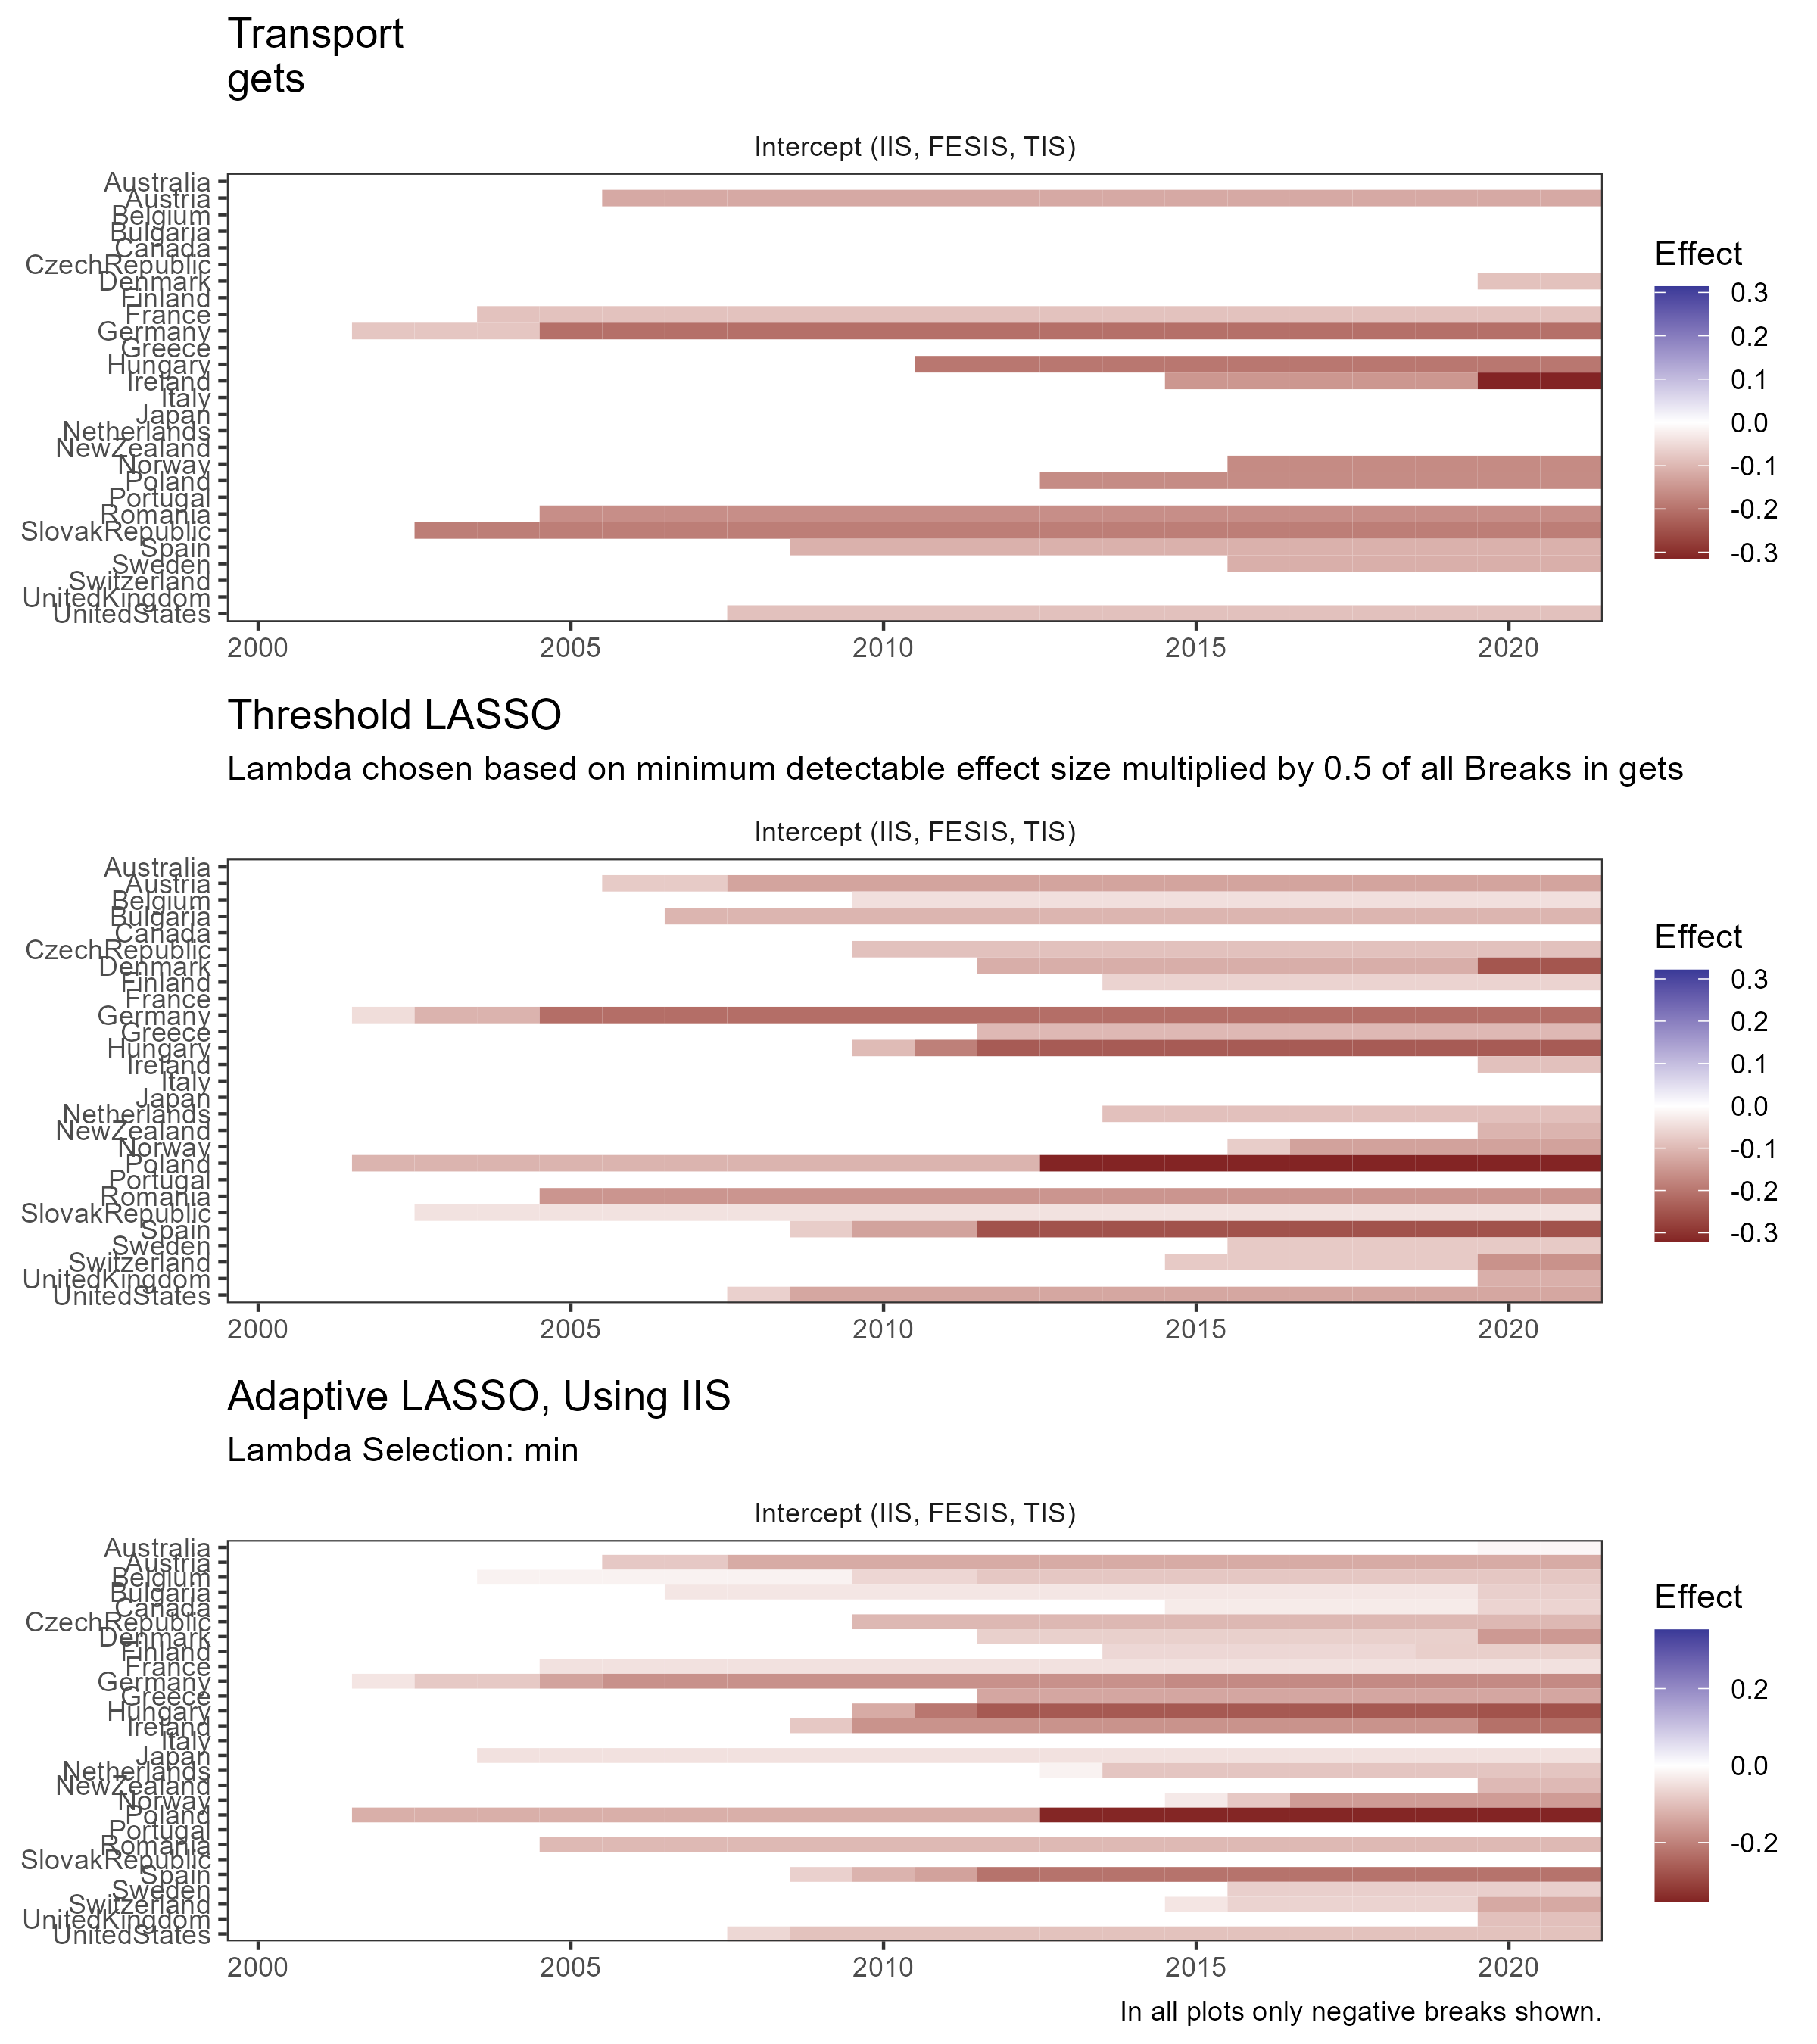 Transport
gets
Intercept (IIS, FESIS, TIS)
Australia
Austria
Belgium
Bulgaria
Canada
CzechRepublic
Denmark
Finland
France
Germany
Greece
Hungary
Ireland
Italy
Japan
Netherlands
NewZealand
Norway
Poland
Portugal
Romania
SlovakRepublic
Spain
Sweden
Switzerland
UnitedKingdom
UnitedStates
2000 2005 2010 2015 2020
Effect
0.3
0.2
0.1
0.0
-0.1
-0.2
-0.3
Threshold LASSO
Lambda chosen based on minimum detectable effect size multiplied by 0.5 of all Breaks in gets
Intercept (IIS, FESIS, TIS)
Australia
Austria
Belgium
Bulgaria
Canada
CzechRepublic
Denmark
Finland
France
Germany
Greece
Hungary
Ireland
Italy
Japan
Netherlands
NewZealand
Norway
Poland
Portugal
Romania
SlovakRepublic
Spain
Sweden
Switzerland
UnitedKingdom
UnitedStates
2000 2005 2010 2015 2020
Effect
0.3
0.2
0.1
0.0
-0.1
-0.2
-0.3
Adaptive LASSO, Using IIS
Lambda Selection: min
Intercept (IIS, FESIS, TIS)
Australia
Austria
Belgium
Bulgaria
Canada
CzechRepublic
Denmark
Finland
France
Germany
Greece
Hungary
Ireland
Italy
Japan
Netherlands
NewZealand
Norway
Poland
Portugal
Romania
SlovakRepublic
Spain
Sweden
Switzerland
UnitedKingdom
UnitedStates
2000 2005 2010 2015 2020
Effect
0.2
0.0
-0.2
In all plots only negative breaks shown.